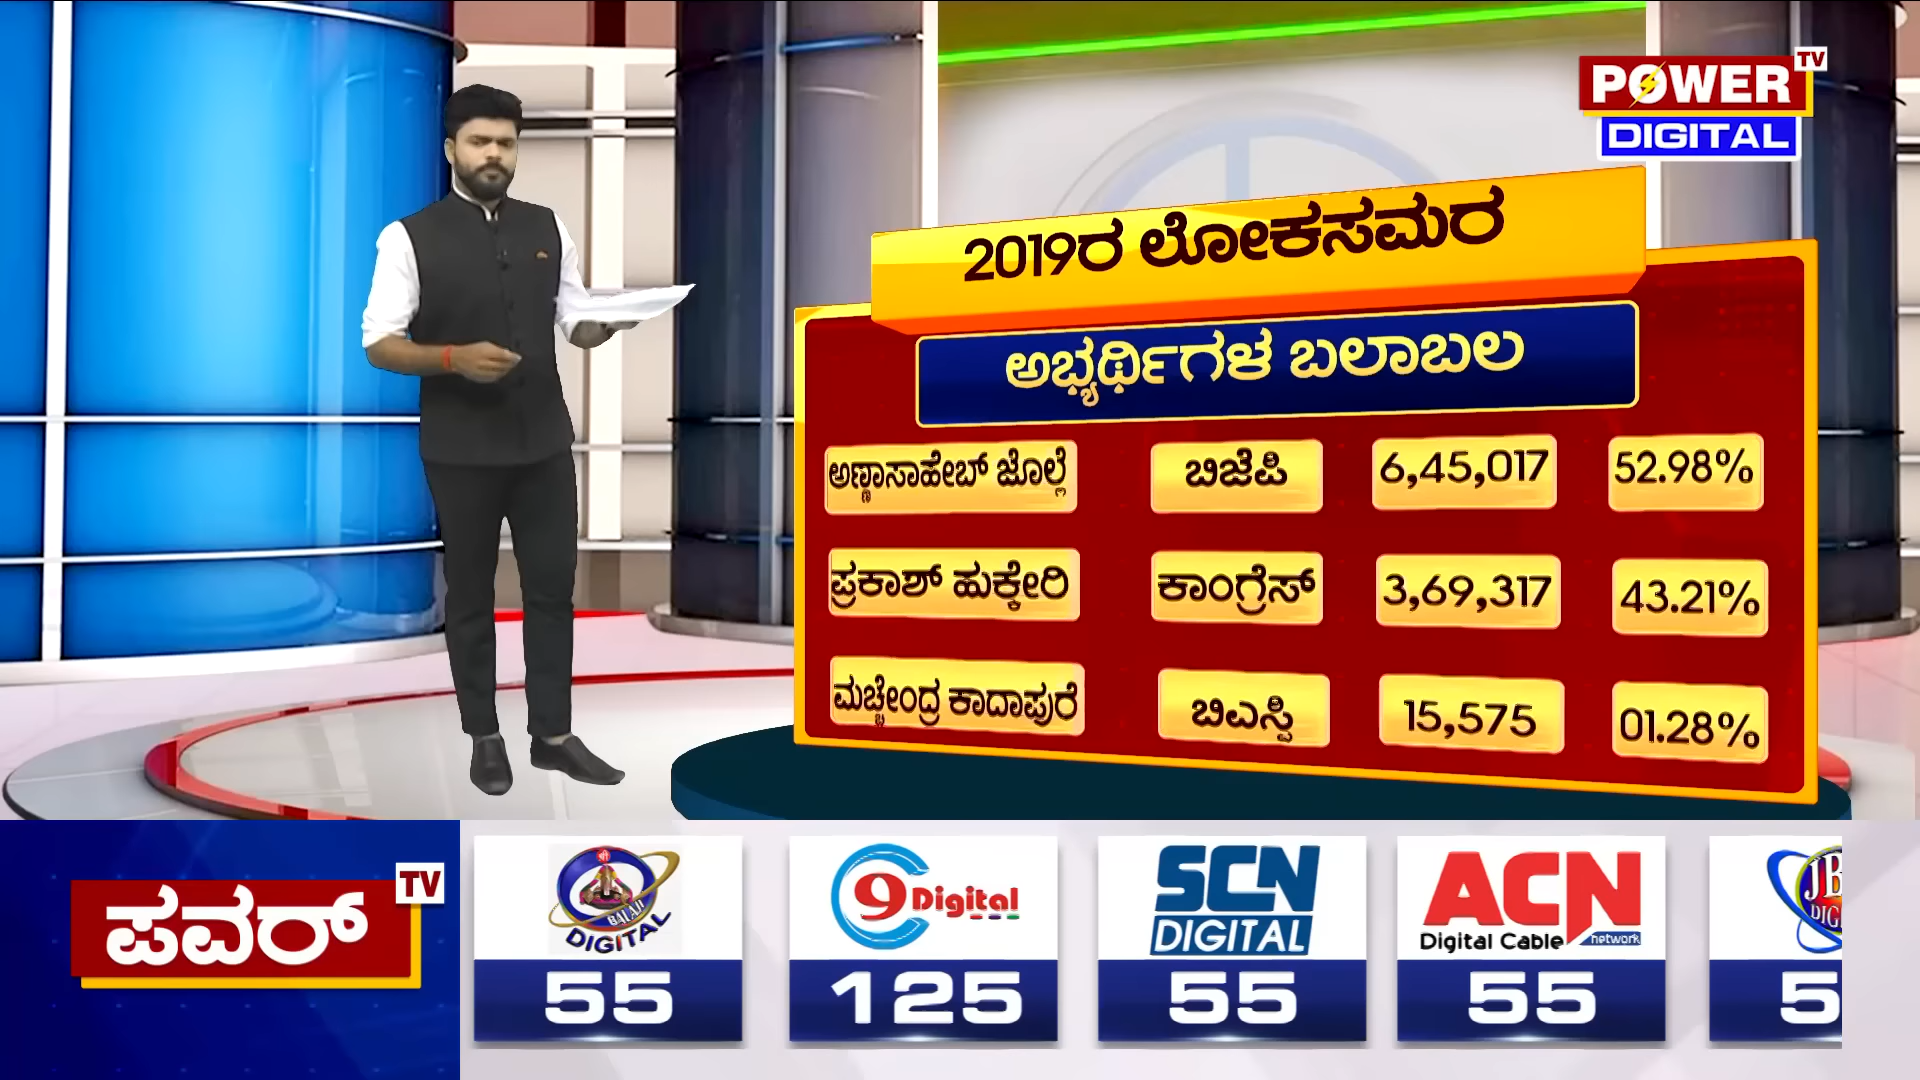 POWER TV
DIGITAL
2019ರ ಲೋಕಸಮರ
ಅಭ್ಯರ್ಥಿಗಳ ಬಲಾಬಲ
ಅಣ್ಣಾಸಾಹೇಬ್ ಜೊಲ್ಲೆ ಬಿಜೆಪಿ 6,45,017 52.98%
ಪ್ರಕಾಶ್ ಹುಕ್ಕೇರಿ ಕಾಂಗ್ರೆಸ್ 3,69,317 43.21%
ಮಚ್ಚೇಂದ್ರ ಕಾದಾಪುರೆ ಬಿಎಸ್ಪಿ 15,575 01.28%
ಪವರ್ TV
श्री
BALAJI
DIGITAL
55
C9 Digital
125
SCN
DIGITAL
55
ACN
Digital Cable network
55